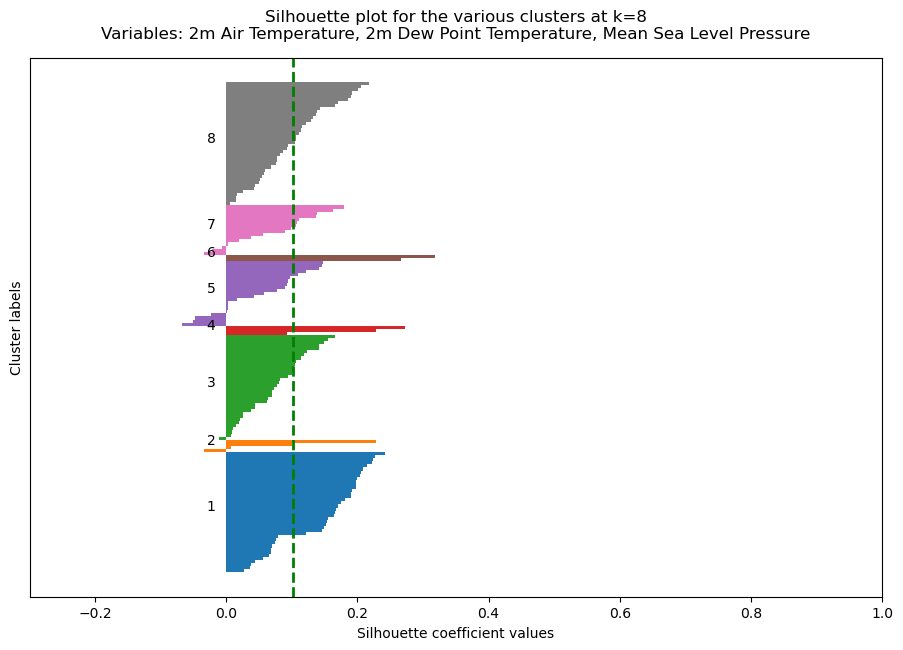 Silhouette plot for the various clusters at k=8
Variables: 2m Air Temperature, 2m Dew Point Temperature, Mean Sea Level Pressure
8
7
6
5
4
3
2
1
Cluster labels
−0.2 0.0 0.2 0.4 0.6 0.8 1.0
Silhouette coefficient values